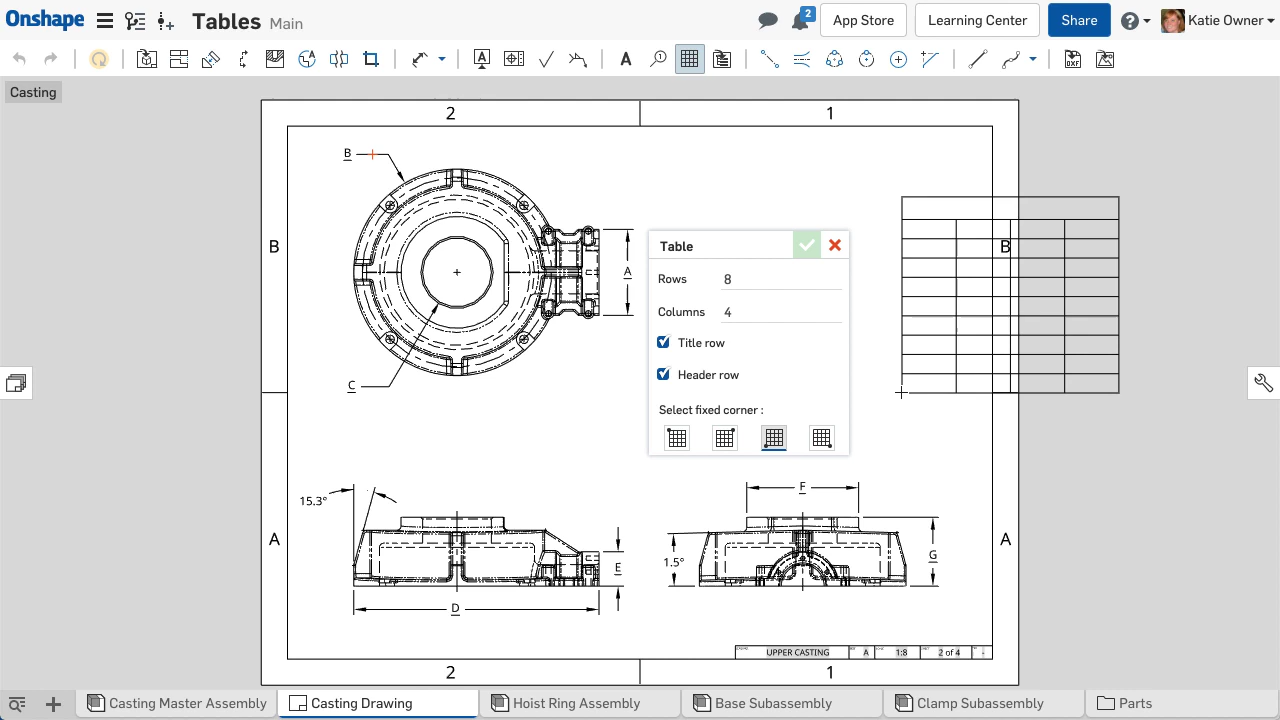 Onshape
Tables Main
2
App Store
Learning Center
Share
Katie Owner
A
A
DXF
Casting
2
1
B
B
B
A
C
Table
Rows 8
Columns 4
Title row
Header row
Select fixed corner :
B
A
15.3°
E
D
F
1.5°
G
A
UPPER CASTING
A
1:8
2 of 4
-
2
1
Casting Master Assembly
Casting Drawing
Hoist Ring Assembly
Base Subassembly
Clamp Subassembly
Parts